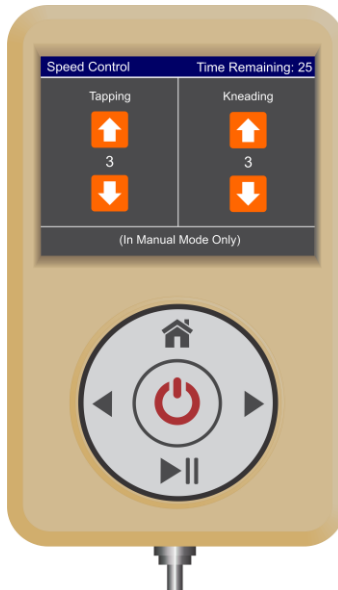 Speed Control Time Remaining: 25
Tapping Kneading
3 3
(In Manual Mode Only)